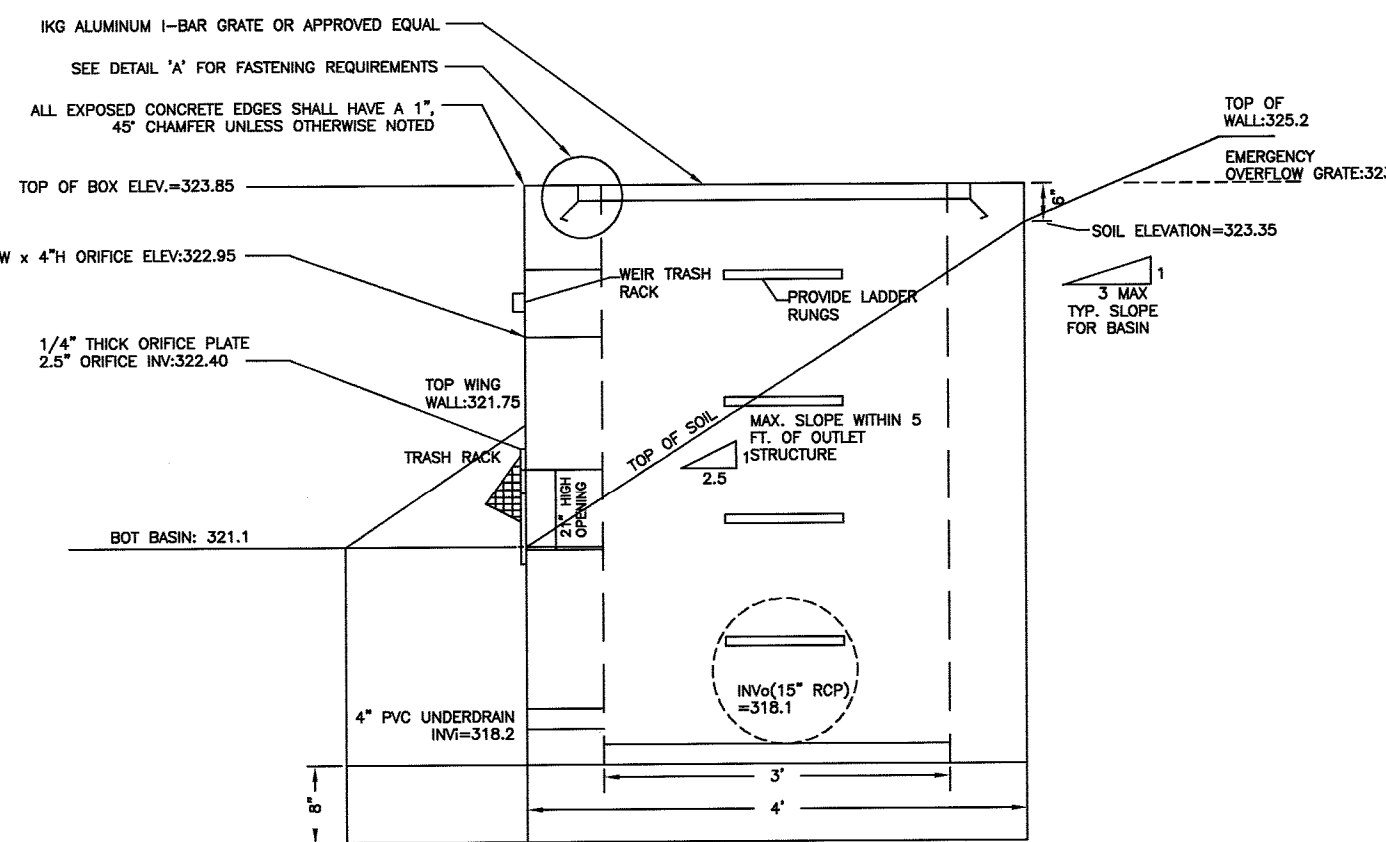 IKG ALUMINUM I-BAR GRATE OR APPROVED EQUAL
SEE DETAIL 'A' FOR FASTENING REQUIREMENTS
ALL EXPOSED CONCRETE EDGES SHALL HAVE A 1",
45° CHAMFER UNLESS OTHERWISE NOTED
TOP OF BOX ELEV.=323.85
W x 4"H ORIFICE ELEV:322.95
1/4" THICK ORIFICE PLATE
2.5" ORIFICE INV:322.40
TOP WING
WALL:321.75
TRASH RACK
BOT BASIN: 321.1
21" HIGH
OPENING
4" PVC UNDERDRAIN
INVi=318.2
8"
WEIR TRASH
RACK
PROVIDE LADDER
RUNGS
TOP OF SOIL
MAX. SLOPE WITHIN 5
FT. OF OUTLET
STRUCTURE
1
2.5
INVo(15" RCP)
=318.1
3'
4'
TOP OF
WALL:325.2
EMERGENCY
OVERFLOW GRATE:323
6"
SOIL ELEVATION=323.35
1
3 MAX
TYP. SLOPE
FOR BASIN